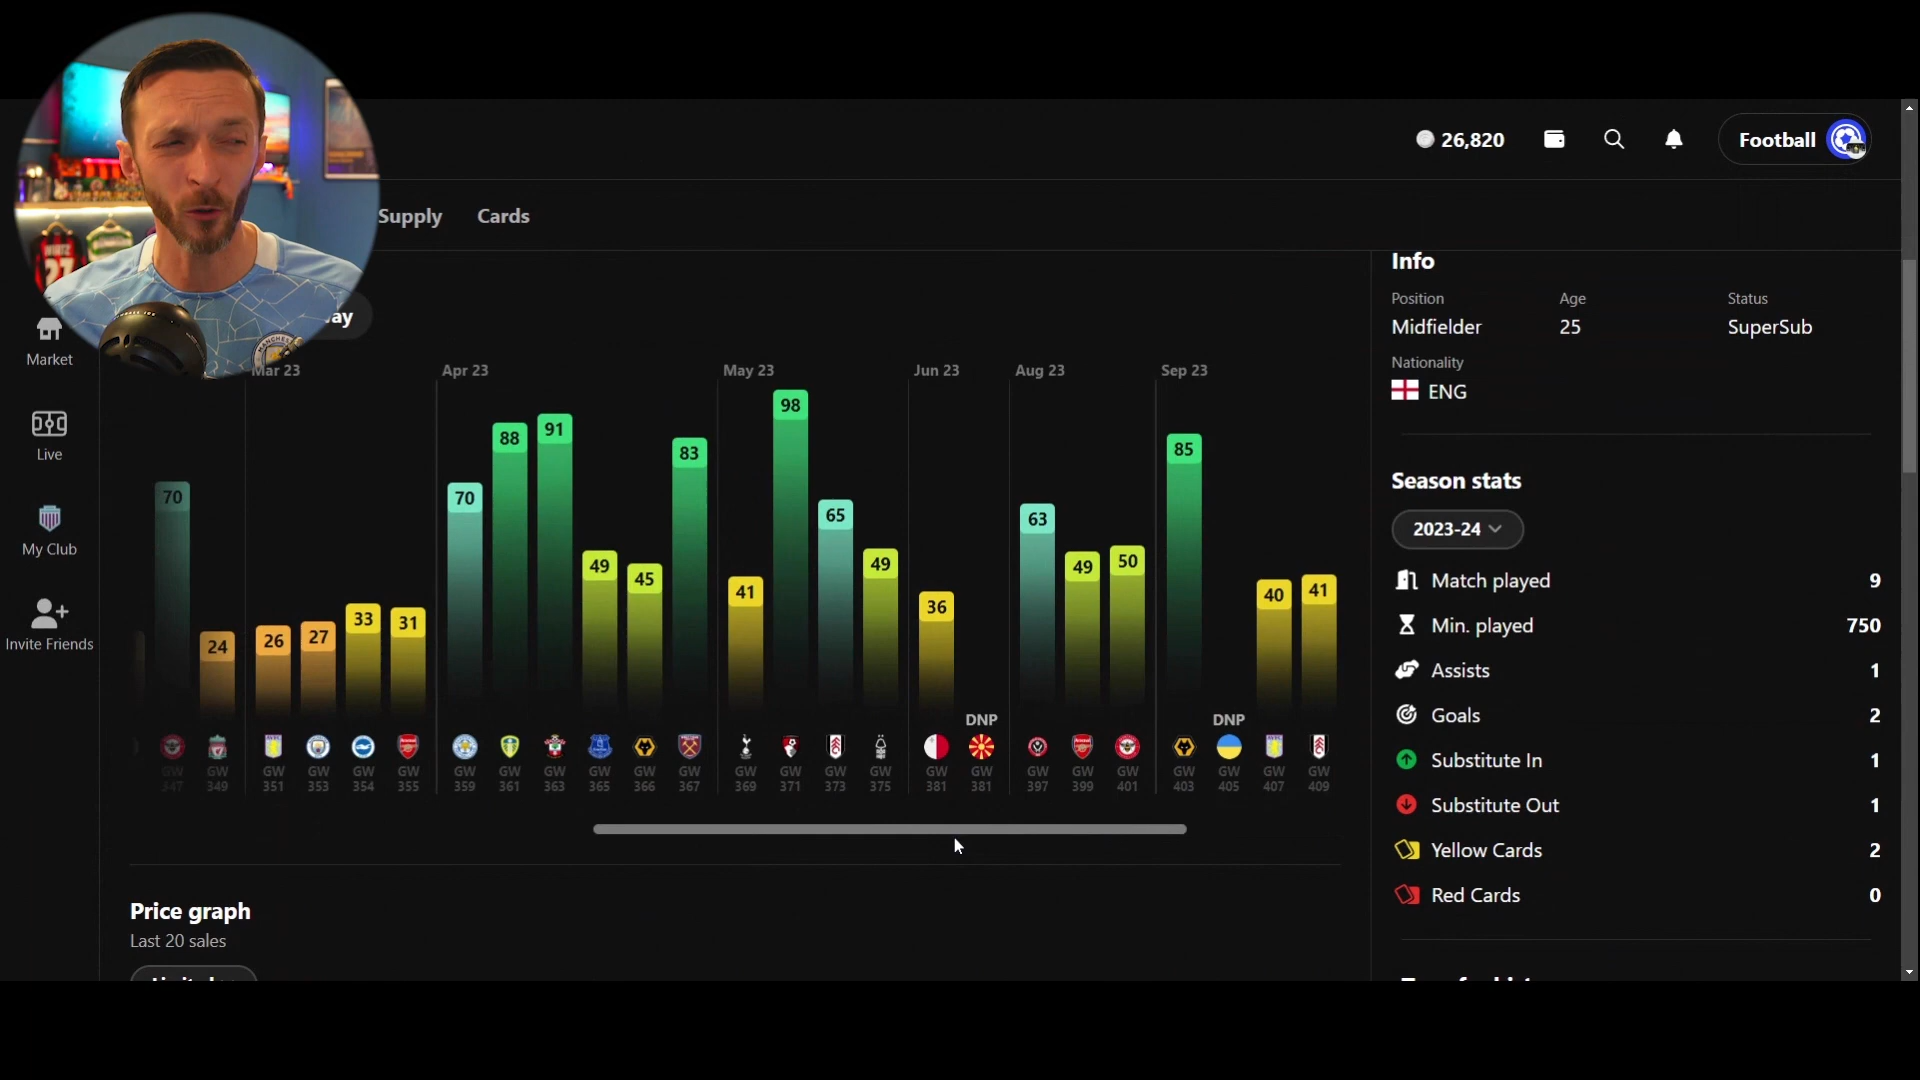 26,820
Football
Supply Cards
ay
Market
Live
My Club
Invite Friends
Mar 23 Apr 23 May 23 Jun 23 Aug 23 Sep 23
70 24 26 27 33 31 70 88 91 49 45 83 41 98 65 49 36 DNP 63 49 50 85 DNP 40 41
GW GW GW GW GW GW GW GW GW GW GW GW GW GW GW GW GW GW GW GW GW GW GW GW GW
347 349 351 353 354 355 359 361 363 365 366 367 369 371 373 375 381 381 397 399 401 403 405 407 409
Price graph
Last 20 sales
Info
Position Age Status
Midfielder 25 SuperSub
Nationality
ENG
Season stats
2023-24
Match played 9
Min. played 750
Assists 1
Goals 2
Substitute In 1
Substitute Out 1
Yellow Cards 2
Red Cards 0